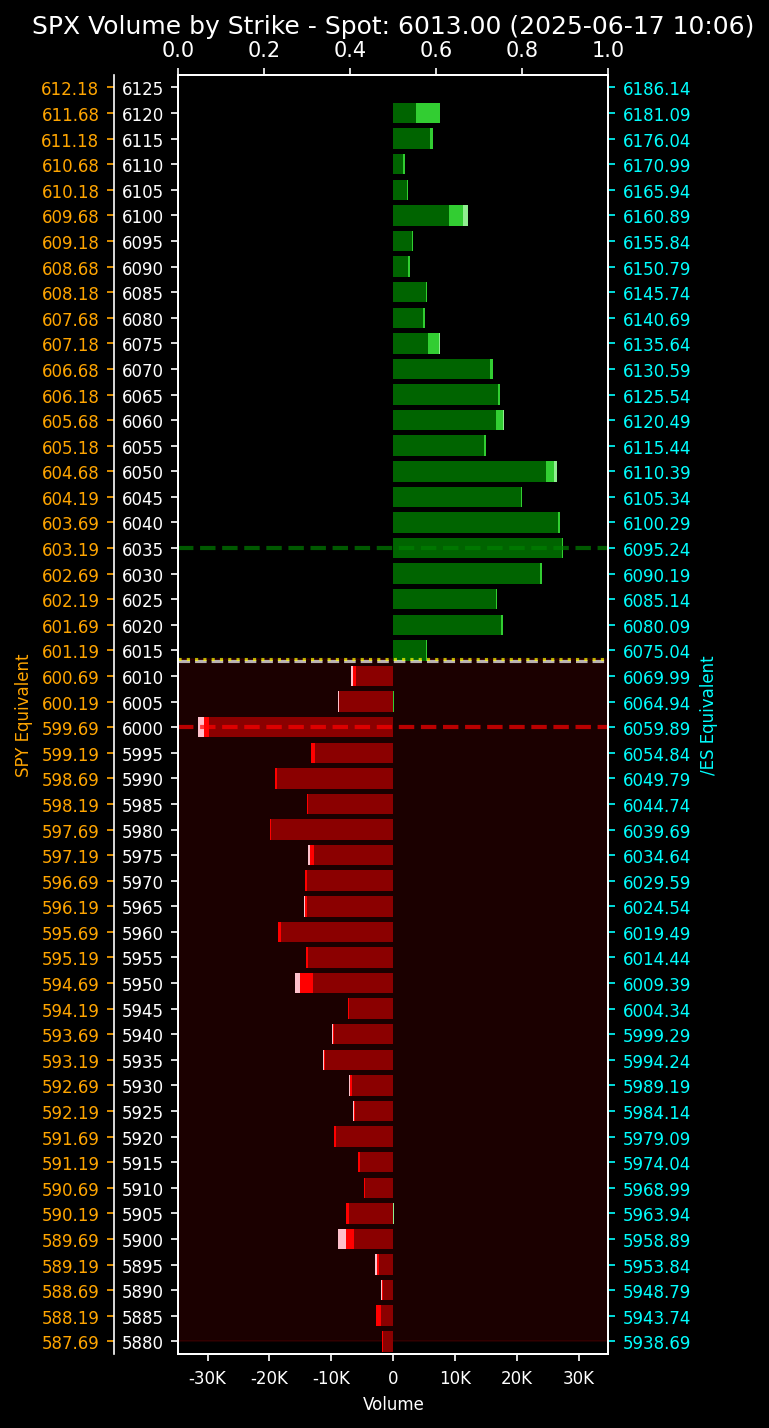 SPX Volume by Strike - Spot: 6013.00 (2025-06-17 10:06)
0.0 0.2 0.4 0.6 0.8 1.0
612.18 6125 6186.14
611.68 6120 6181.09
611.18 6115 6176.04
610.68 6110 6170.99
610.18 6105 6165.94
609.68 6100 6160.89
609.18 6095 6155.84
608.68 6090 6150.79
608.18 6085 6145.74
607.68 6080 6140.69
607.18 6075 6135.64
606.68 6070 6130.59
606.18 6065 6125.54
605.68 6060 6120.49
605.18 6055 6115.44
604.68 6050 6110.39
604.19 6045 6105.34
603.69 6040 6100.29
603.19 6035 6095.24
602.69 6030 6090.19
602.19 6025 6085.14
601.69 6020 6080.09
601.19 6015 6075.04
600.69 6010 6069.99
600.19 6005 6064.94
599.69 6000 6059.89
599.19 5995 6054.84
598.69 5990 6049.79
598.19 5985 6044.74
597.69 5980 6039.69
597.19 5975 6034.64
596.69 5970 6029.59
596.19 5965 6024.54
595.69 5960 6019.49
595.19 5955 6014.44
594.69 5950 6009.39
594.19 5945 6004.34
593.69 5940 5999.29
593.19 5935 5994.24
592.69 5930 5989.19
592.19 5925 5984.14
591.69 5920 5979.09
591.19 5915 5974.04
590.69 5910 5968.99
590.19 5905 5963.94
589.69 5900 5958.89
589.19 5895 5953.84
588.69 5890 5948.79
588.19 5885 5943.74
587.69 5880 5938.69
SPY Equivalent
/ES Equivalent
-30K -20K -10K 0 10K 20K 30K
Volume